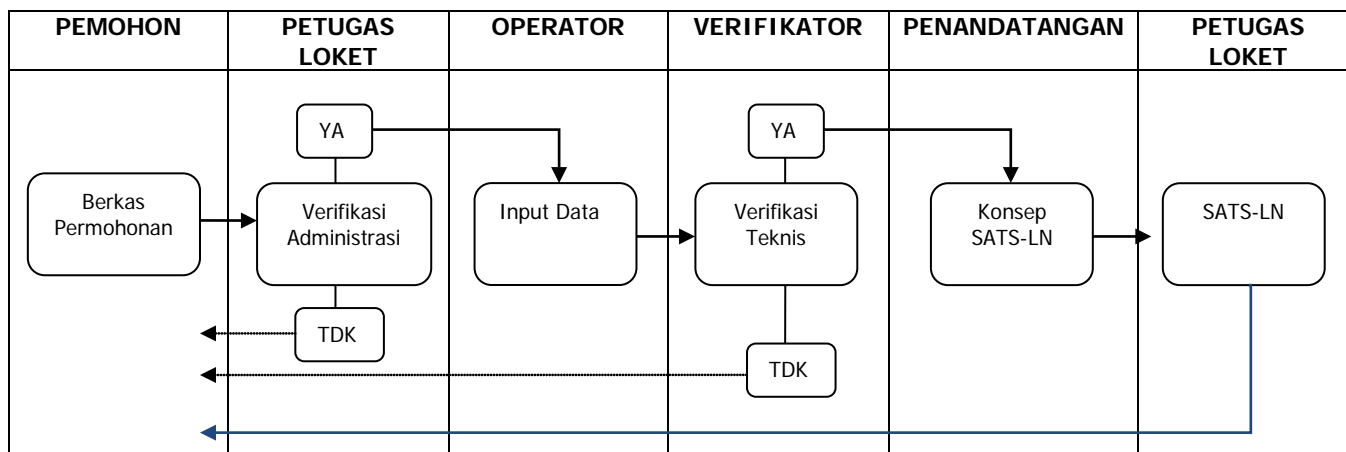 PEMOHON
PETUGAS
LOKET
OPERATOR
VERIFIKATOR
PENANDATANGAN
PETUGAS
LOKET
YA
YA
Berkas
Permohonan
Verifikasi
Administrasi
Input Data
Verifikasi
Teknis
Konsep
SATS-LN
SATS-LN
TDK
TDK